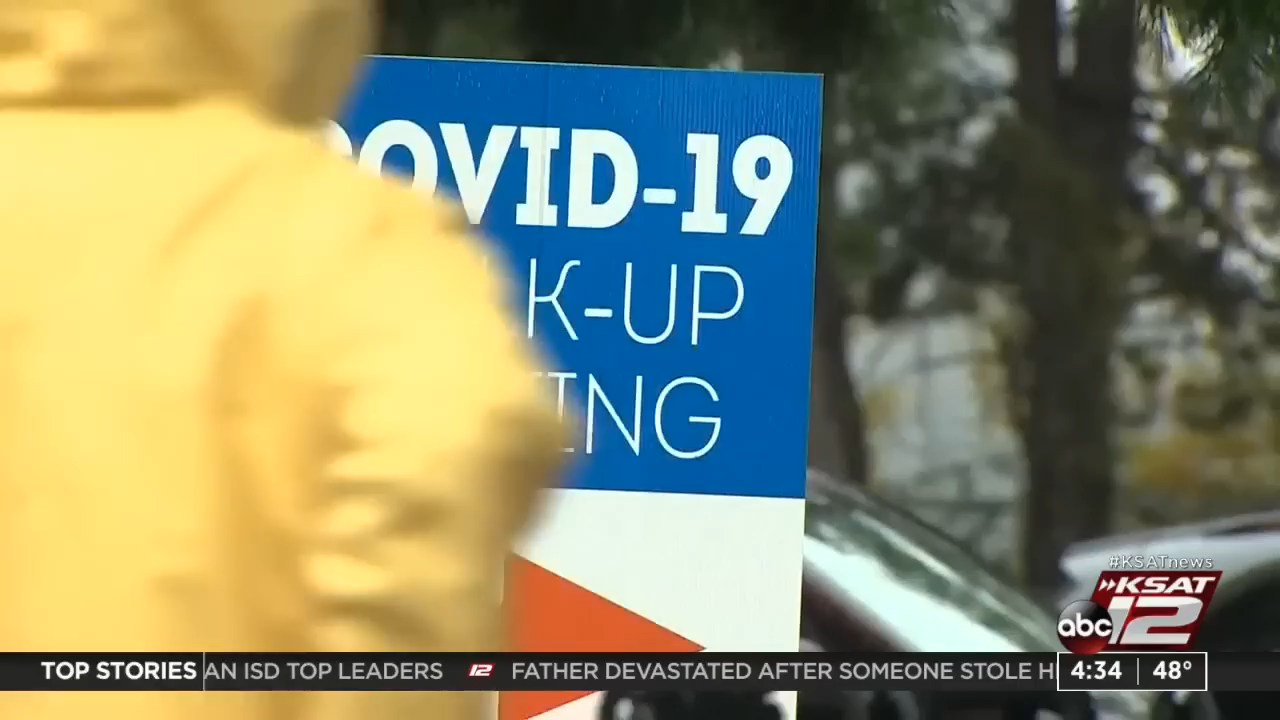 OVID-19
K-UP
ING
#KSATnews
KSAT
abc 12
TOP STORIES AN ISD TOP LEADERS 12 FATHER DEVASTATED AFTER SOMEONE STOLE H 4:34 48°